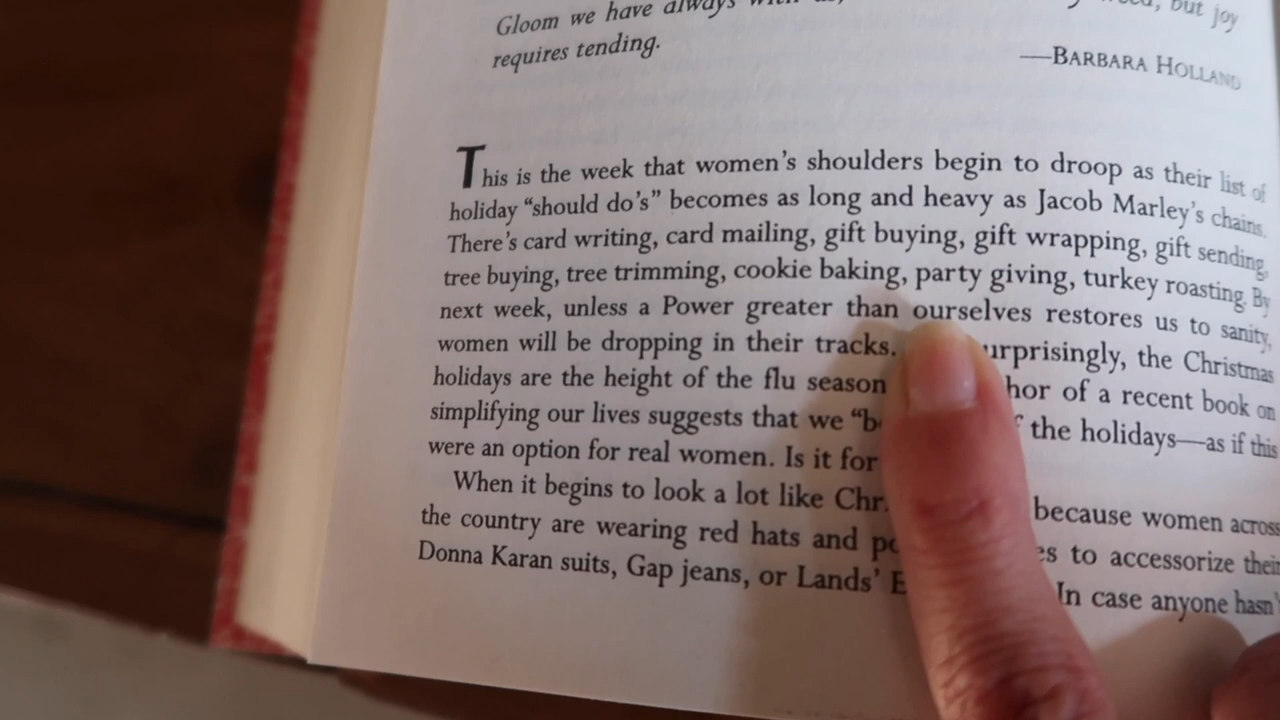 Gloom we have always but joy
requires tending.
—BARBARA HOLLAND
This is the week that women's shoulders begin to droop as their list of
holiday "should do's" becomes as long and heavy as Jacob Marley's chains.
There's card writing, card mailing, gift buying, gift wrapping, gift sending,
tree buying, tree trimming, cookie baking, party giving, turkey roasting. By
next week, unless a Power greater than ourselves restores us to sanity,
women will be dropping in their tracks. urprisingly, the Christmas
holidays are the height of the flu season hor of a recent book on
simplifying our lives suggests that we "b the holidays—as if this
were an option for real women. Is it for
When it begins to look a lot like Chr because women across
the country are wearing red hats and po es to accessorize their
Donna Karan suits, Gap jeans, or Lands' E In case anyone hasn't